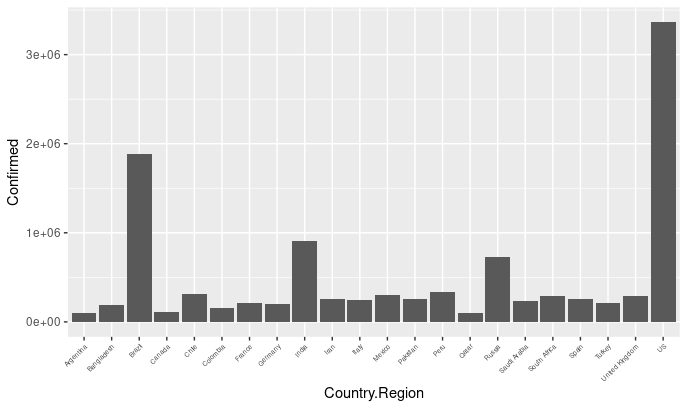 Confirmed
3e+06
2e+06
1e+06
0e+00
Argentina
Bangladesh
Brazil
Canada
Chile
Colombia
France
Germany
India
Iran
Italy
Mexico
Pakistan
Peru
Qatar
Russia
Saudi Arabia
South Africa
Spain
Turkey
United Kingdom
US
Country.Region